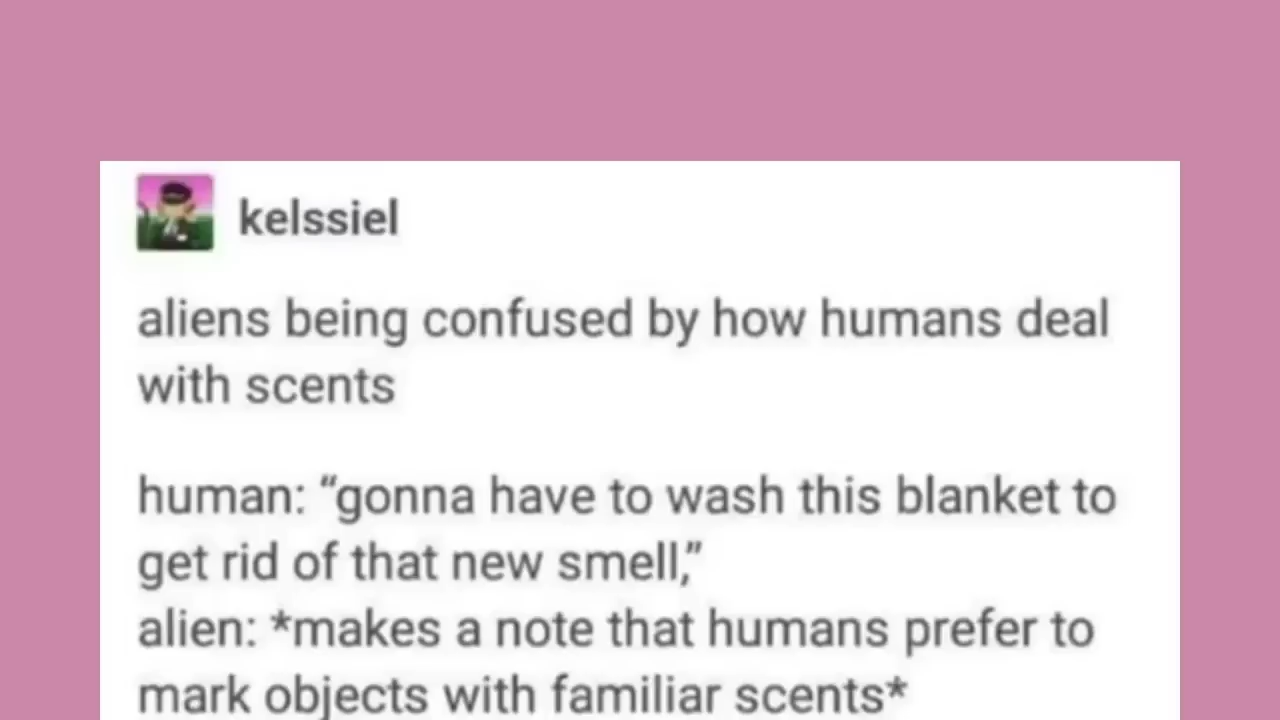 kelssiel
aliens being confused by how humans deal
with scents
human: “gonna have to wash this blanket to
get rid of that new smell,”
alien: *makes a note that humans prefer to
mark objects with familiar scents*